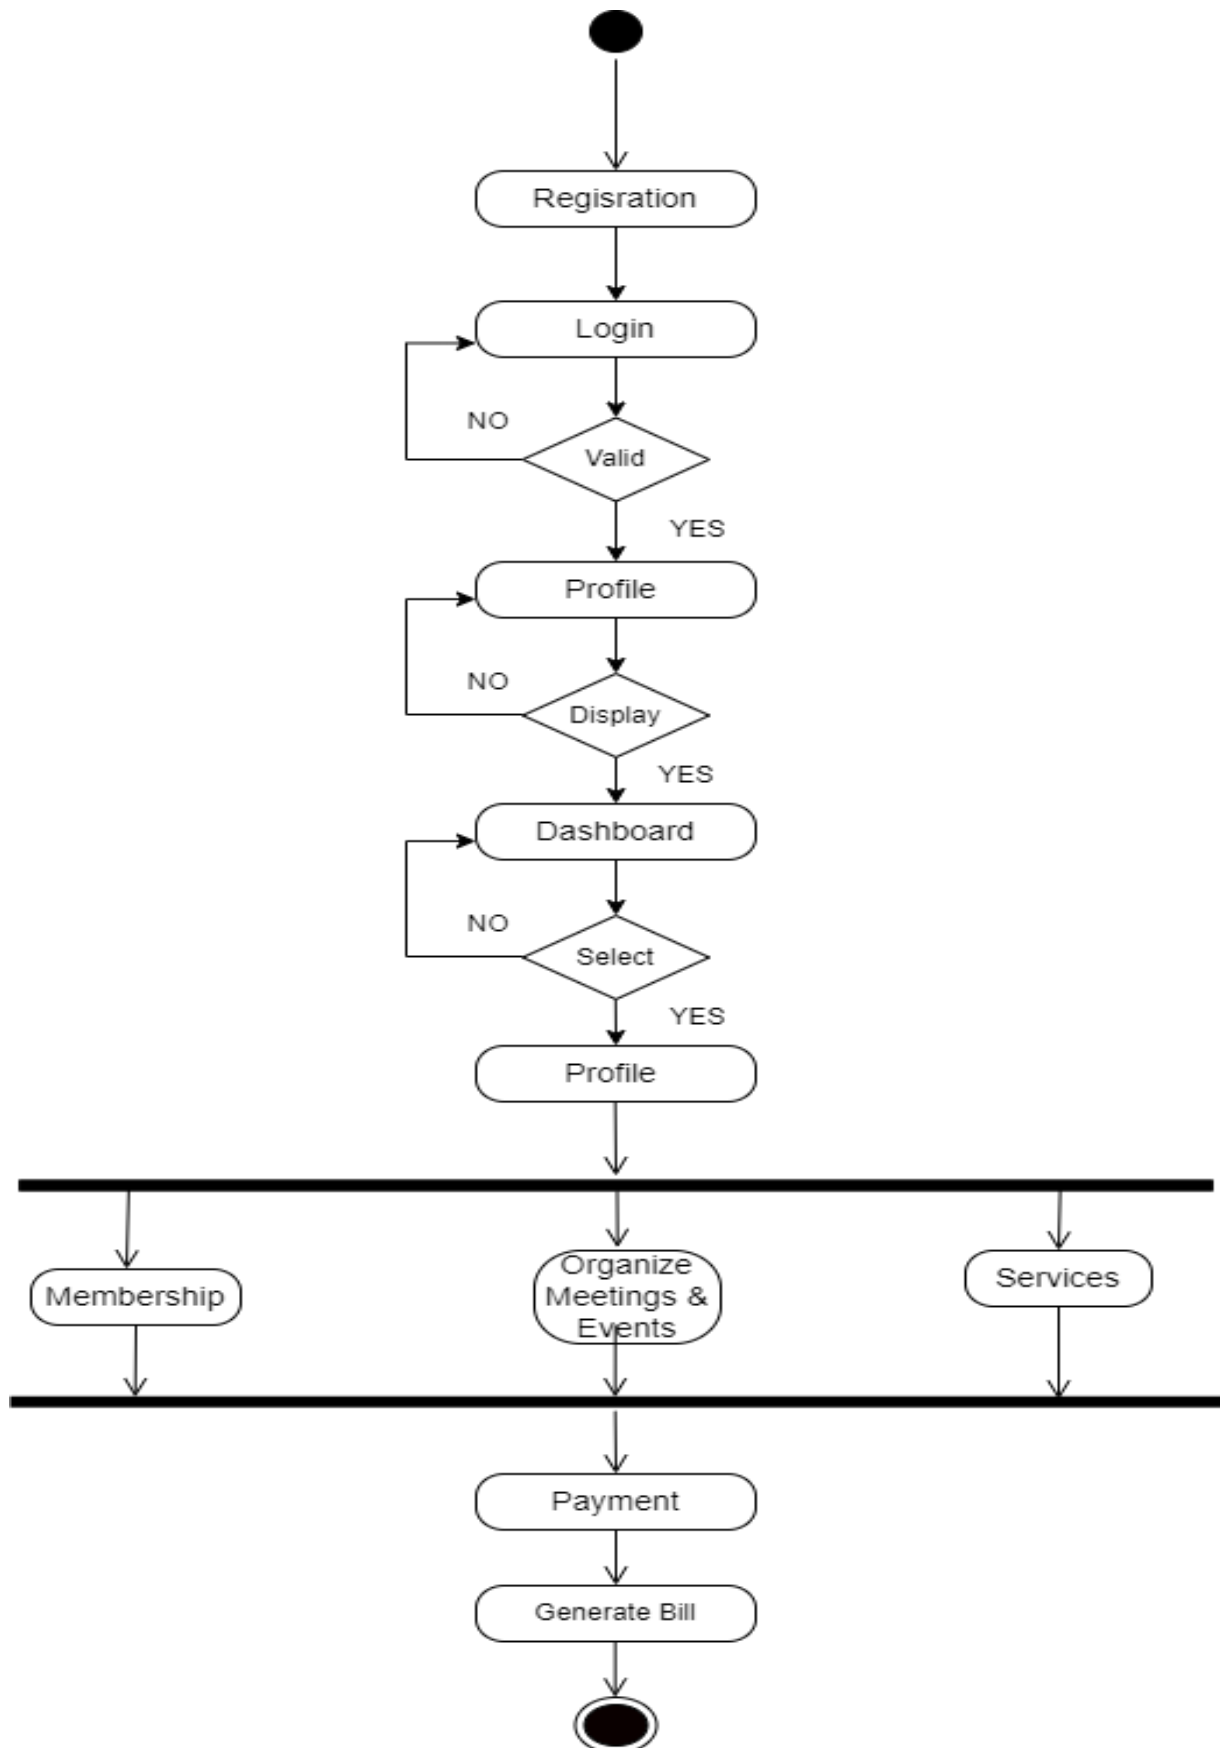 Regisration
Login
NO
Valid
YES
Profile
NO
Display
YES
Dashboard
NO
Select
YES
Profile
Membership
Organize
Meetings &
Events
Services
Payment
Generate Bill